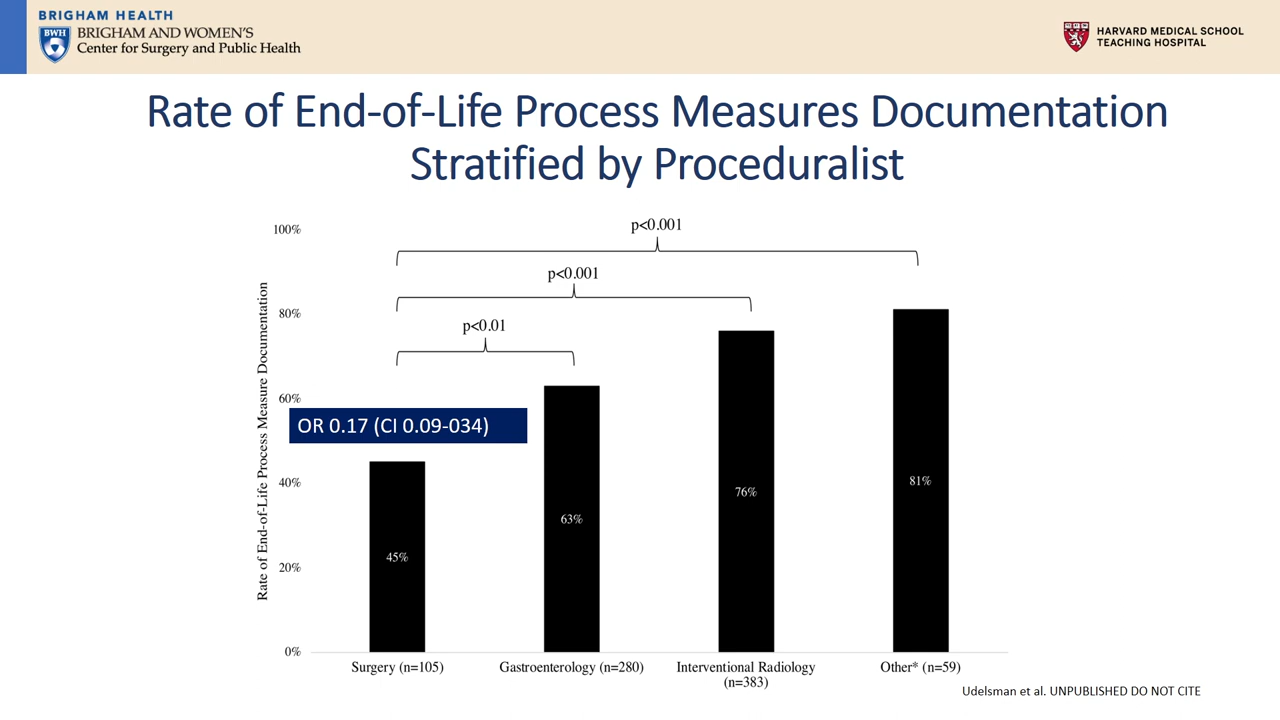 BRIGHAM HEALTH
BWH
BRIGHAM AND WOMEN'S
Center for Surgery and Public Health
HARVARD MEDICAL SCHOOL
TEACHING HOSPITAL
Rate of End-of-Life Process Measures Documentation
Stratified by Proceduralist
Rate of End-of-Life Process Measure Documentation
100%
80%
60%
40%
20%
0%
p<0.001
p<0.001
p<0.01
OR 0.17 (CI 0.09-034)
45%
63%
76%
81%
Surgery (n=105)
Gastroenterology (n=280)
Interventional Radiology
(n=383)
Other* (n=59)
Udelsman et al. UNPUBLISHED DO NOT CITE